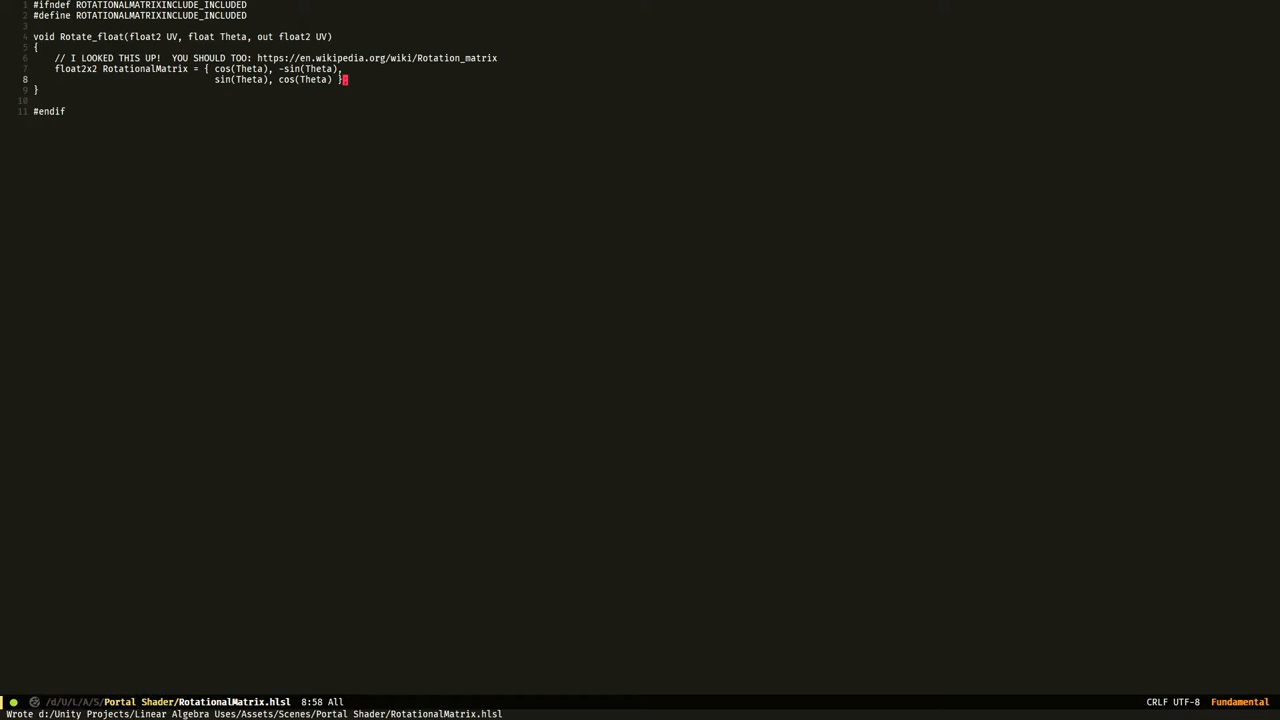 1 #ifndef ROTATIONALMATRIXINCLUDE_INCLUDED
2 #define ROTATIONALMATRIXINCLUDE_INCLUDED
3
4 void Rotate_float(float2 UV, float Theta, out float2 UV)
5 {
6     // I LOOKED THIS UP!  YOU SHOULD TOO: https://en.wikipedia.org/wiki/Rotation_matrix
7     float2x2 RotationalMatrix = { cos(Theta), -sin(Theta),
8                                   sin(Theta), cos(Theta) };
9 }
10
11 #endif
/d/U/L/A/S/Portal Shader/RotationalMatrix.hlsl  8:58 All CRLF UTF-8 Fundamental
Wrote d:/Unity Projects/Linear Algebra Uses/Assets/Scenes/Portal Shader/RotationalMatrix.hlsl